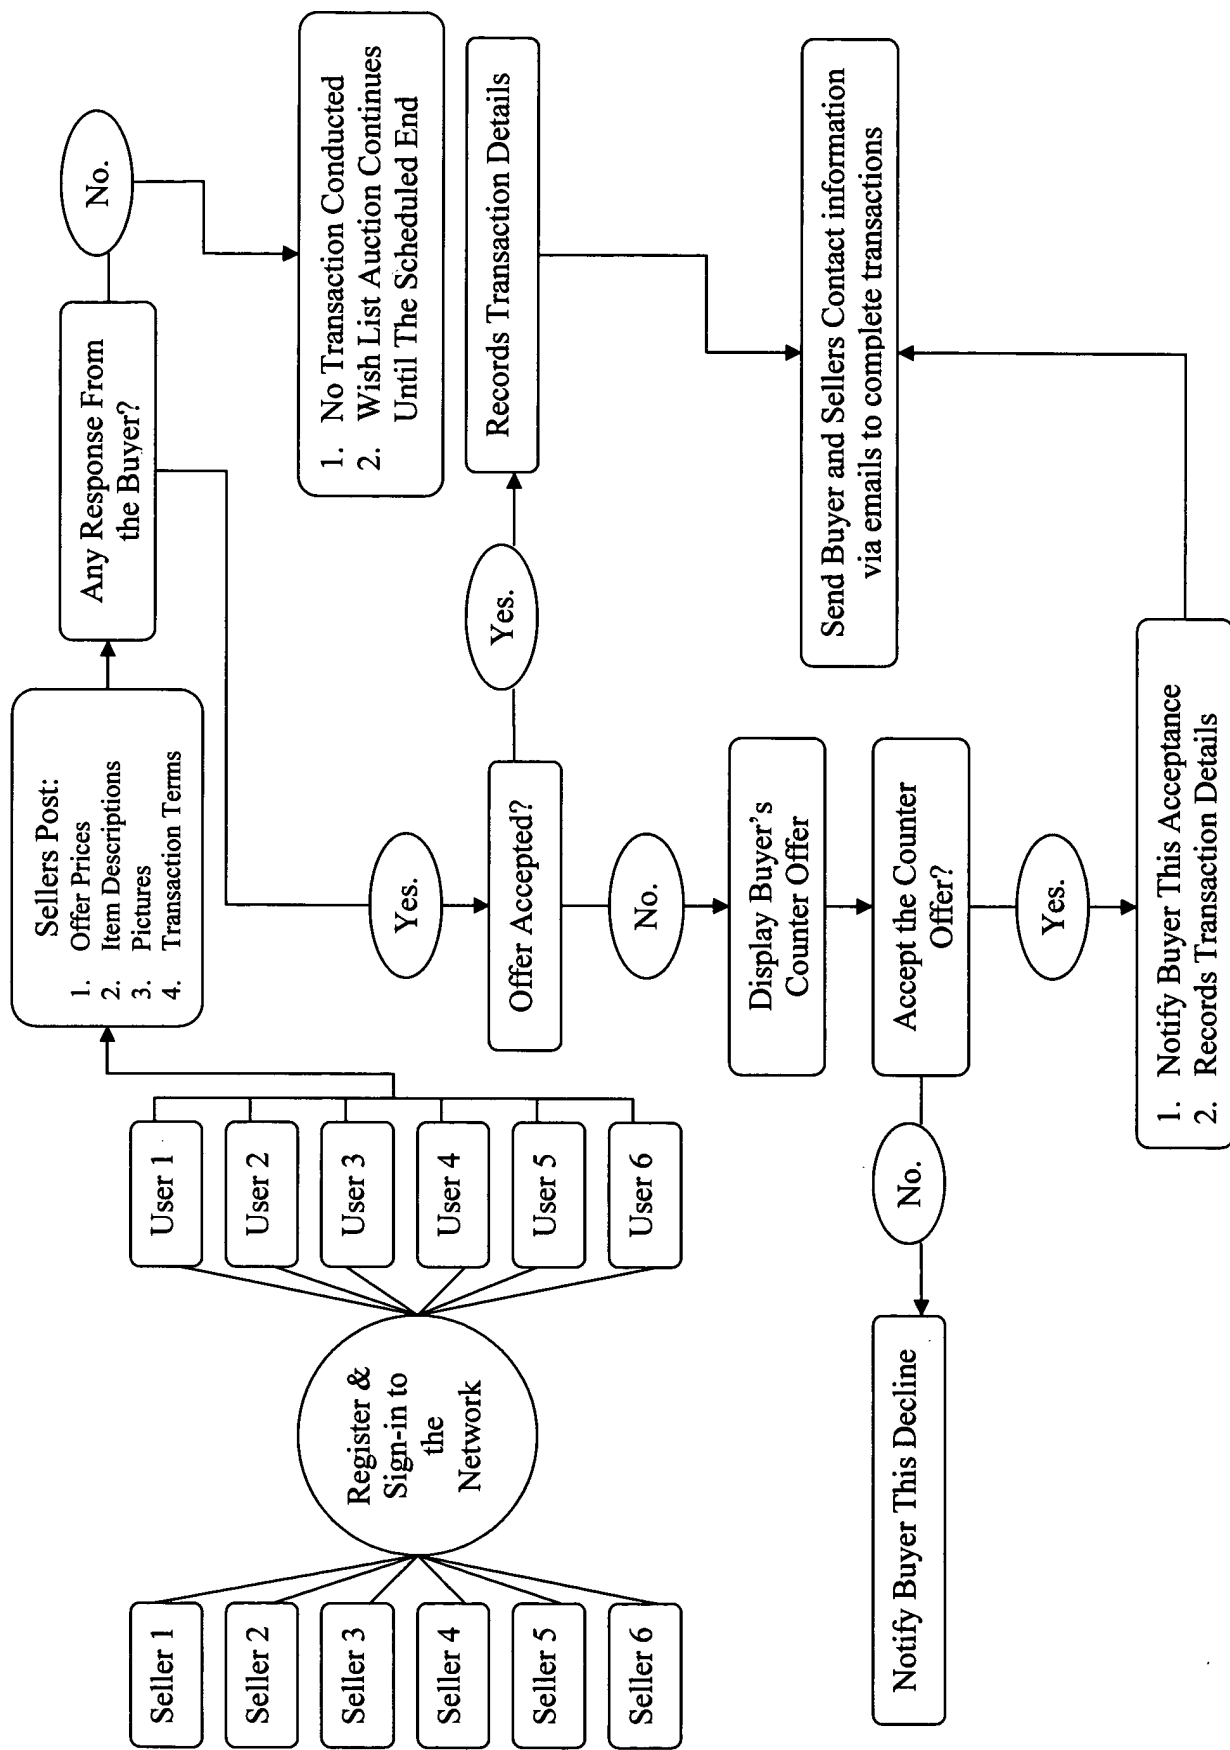 Seller 1
Seller 2
Seller 3
Seller 4
Seller 5
Seller 6
Register &
Sign-in to
the
Network
User 1
User 2
User 3
User 4
User 5
User 6
Sellers Post:
1. Offer Prices
2. Item Descriptions
3. Pictures
4. Transaction Terms
Any Response From
the Buyer?
No.
1. No Transaction Conducted
2. Wish List Auction Continues
Until The Scheduled End
Yes.
Offer Accepted?
Yes.
Records Transaction Details
No.
Display Buyer's
Counter Offer
Accept the Counter
Offer?
No.
Notify Buyer This Decline
Yes.
1. Notify Buyer This Acceptance
2. Records Transaction Details
Send Buyer and Sellers Contact information
via emails to complete transactions